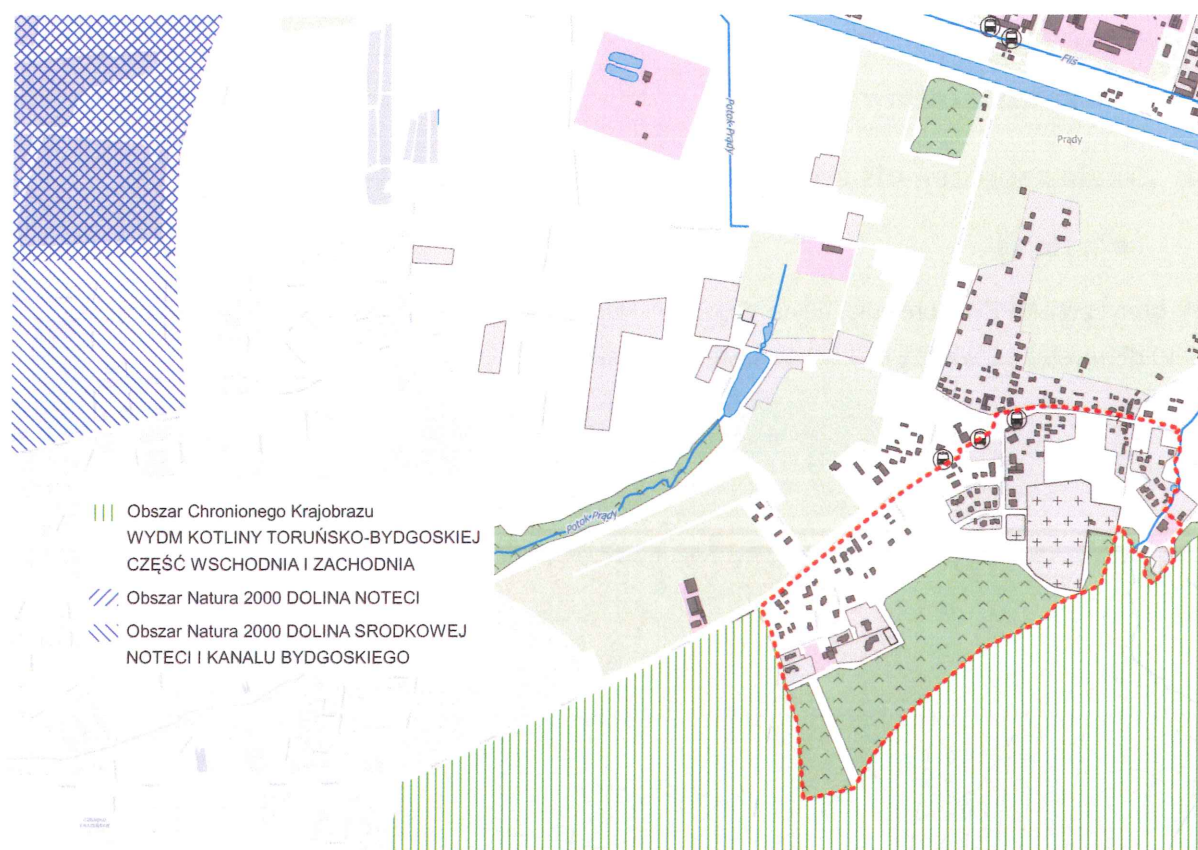 Flis
Potok-Prądy
Prądy
Obszar Chronionego Krajobrazu
WYDM KOTLINY TORUŃSKO-BYDGOSKIEJ
CZĘŚĆ WSCHODNIA I ZACHODNIA
Potok-Prądy
Obszar Natura 2000 DOLINA NOTECI
Obszar Natura 2000 DOLINA SRODKOWEJ
NOTECI I KANALU BYDGOSKIEGO